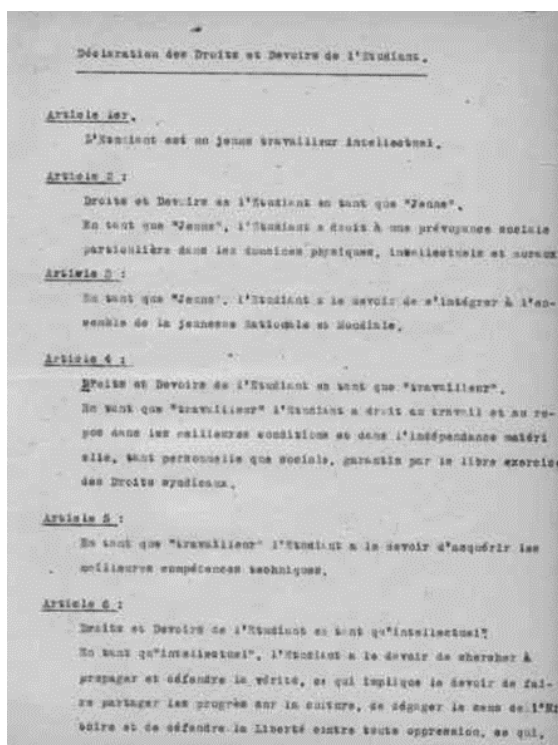 Déclaration des Droits et Devoirs de l'Etudiant.
Article 1er.
L'Etudiant est un jeune travailleur intellectuel.
Article 2 :
Droits et Devoirs de l'Etudiant en tant que "Jeune".
En tant que "Jeune", l'Etudiant a droit à une prévoyance sociale
particulière dans les domaines physiques, intellectuels et moraux
Article 3 :
En tant que "Jeune", l'Etudiant a le devoir de s'intégrer à l'en-
semble de la jeunesse Nationale et Mondiale.
Article 4 :
Droits et Devoirs de l'Etudiant en tant que "travailleur".
En tant que "travailleur" l'Etudiant a droit au travail et au re-
pos dans les meilleures conditions et dans l'indépendance matéri
elle, tant personnelle que sociale, garantis par le libre exercice
des Droits syndicaux.
Article 5 :
En tant que "travailleur" l'Etudiant a le devoir d'acquérir les
meilleures compétences techniques.
Article 6 :
Droits et Devoirs de l'Etudiant en tant qu"intellectuel"
En tant qu"intellectuel", l'Etudiant a le devoir de chercher à
propager et défendre la vérité, ce qui implique le devoir de fai-
re partager les progrès sur la culture, de dégager le sens de l'Hi
toire et de défendre la Liberté contre toute oppression, ce qui,